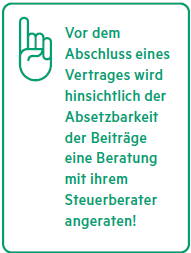 Vor dem
Abschluss eines
Vertrages wird
hinsichtlich der
Absetzbarkeit
der Beiträge
eine Beratung
mit ihrem
Steuerberater
angeraten!